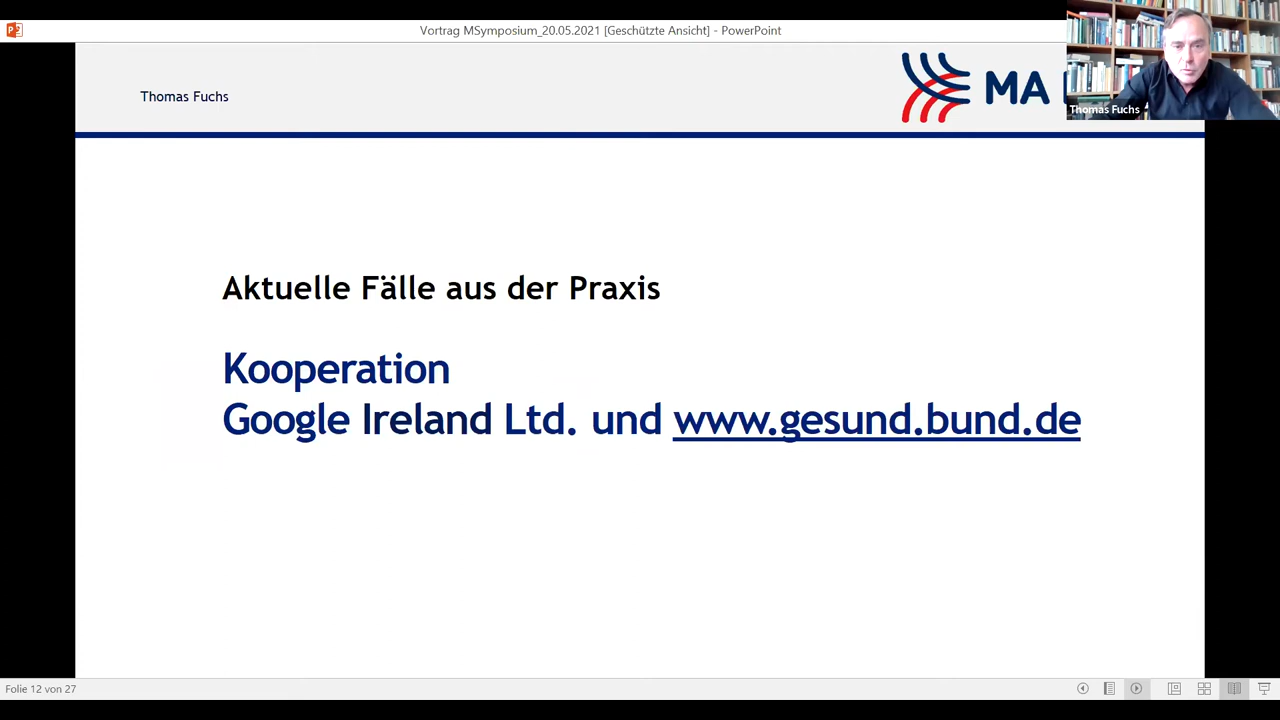 Vortrag MSymposium_20.05.2021 [Geschützte Ansicht] - PowerPoint
Thomas Fuchs
MA
Thomas Fuchs
Aktuelle Fälle aus der Praxis
Kooperation
Google Ireland Ltd. und www.gesund.bund.de
Folie 12 von 27